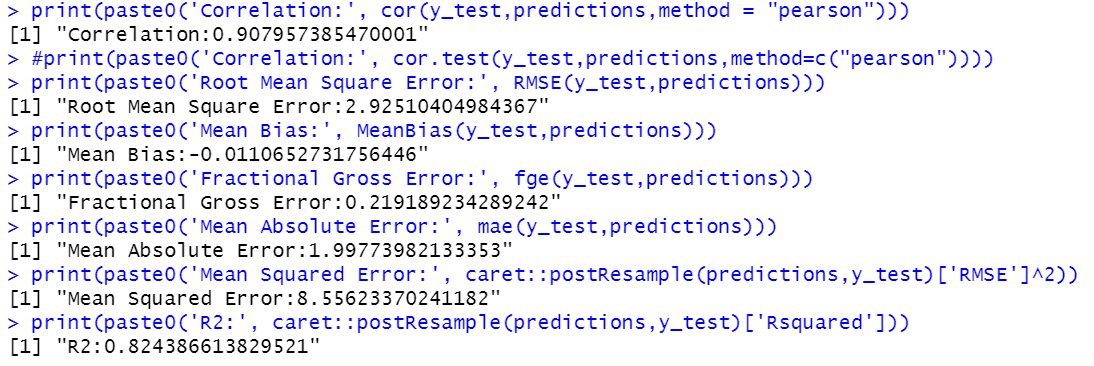 > print(paste0('Correlation:', cor(y_test,predictions,method = "pearson")))
[1] "Correlation:0.907957385470001"
> #print(paste0('Correlation:', cor.test(y_test,predictions,method=c("pearson"))))
> print(paste0('Root Mean Square Error:', RMSE(y_test,predictions)))
[1] "Root Mean Square Error:2.92510404984367"
> print(paste0('Mean Bias:', MeanBias(y_test,predictions)))
[1] "Mean Bias:-0.0110652731756446"
> print(paste0('Fractional Gross Error:', fge(y_test,predictions)))
[1] "Fractional Gross Error:0.219189234289242"
> print(paste0('Mean Absolute Error:', mae(y_test,predictions)))
[1] "Mean Absolute Error:1.99773982133353"
> print(paste0('Mean Squared Error:', caret::postResample(predictions,y_test)['RMSE']^2))
[1] "Mean Squared Error:8.55623370241182"
> print(paste0('R2:', caret::postResample(predictions,y_test)['Rsquared']))
[1] "R2:0.824386613829521"